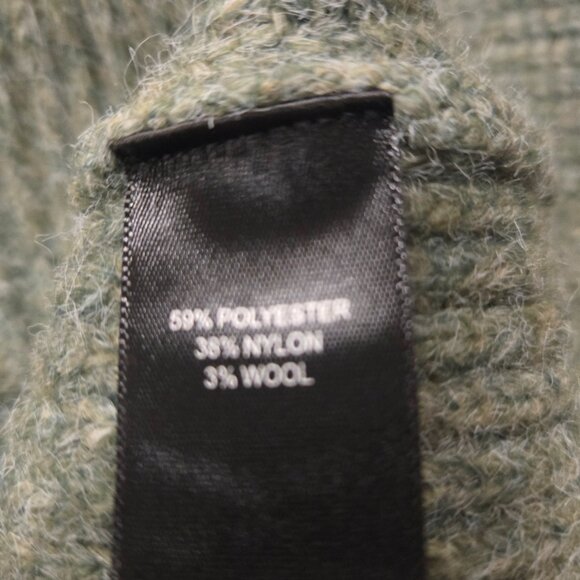 59% POLYESTER
38% NYLON
3% WOOL